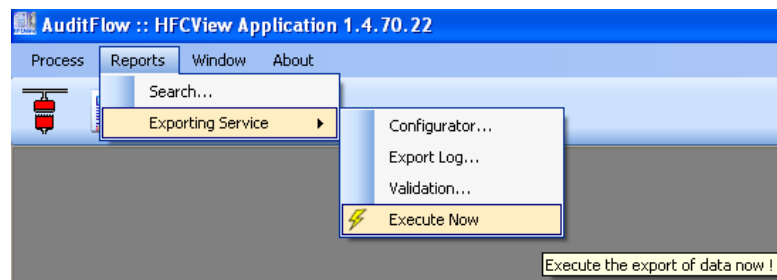 AuditFlow :: HFCView Application 1.4.70.22
Process Reports Window About
Search...
Exporting Service
Configurator...
Export Log...
Validation...
Execute Now
Execute the export of data now !